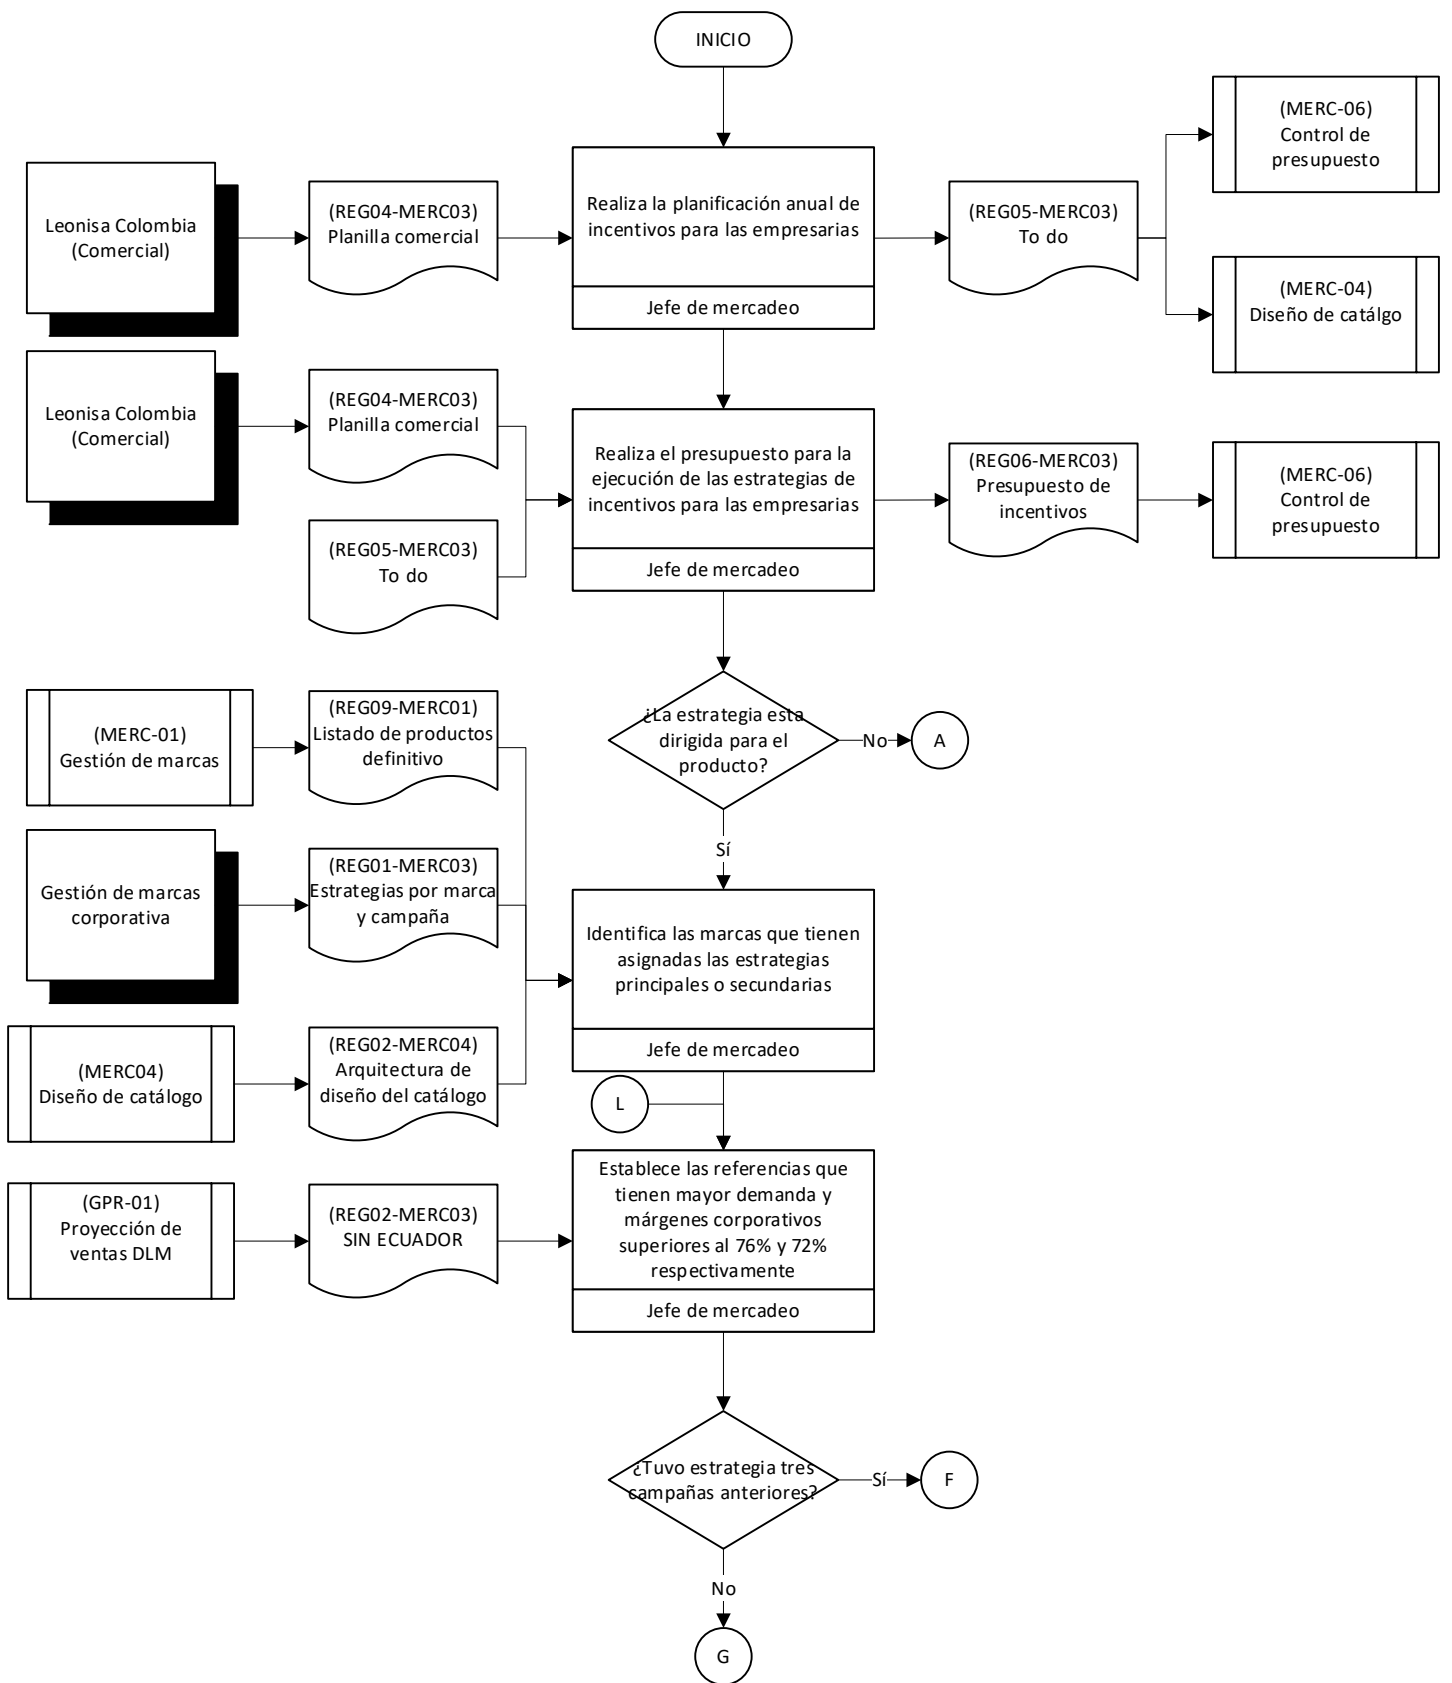 INICIO
Leonisa Colombia
(Comercial)
(REG04-MERC03)
Planilla comercial
Realiza la planificación anual de
incentivos para las empresarias
Jefe de mercadeo
(REG05-MERC03)
To do
(MERC-06)
Control de
presupuesto
(MERC-04)
Diseño de catálgo
Leonisa Colombia
(Comercial)
(REG04-MERC03)
Planilla comercial
(REG05-MERC03)
To do
Realiza el presupuesto para la
ejecución de las estrategias de
incentivos para las empresarias
Jefe de mercadeo
(REG06-MERC03)
Presupuesto de
incentivos
(MERC-06)
Control de
presupuesto
¿La estrategia esta
dirigida para el
producto?
No
A
Sí
(MERC-01)
Gestión de marcas
(REG09-MERC01)
Listado de productos
definitivo
Gestión de marcas
corporativa
(REG01-MERC03)
Estrategias por marca
y campaña
(MERC04)
Diseño de catálogo
(REG02-MERC04)
Arquitectura de
diseño del catálogo
Identifica las marcas que tienen
asignadas las estrategias
principales o secundarias
Jefe de mercadeo
L
(GPR-01)
Proyección de
ventas DLM
(REG02-MERC03)
SIN ECUADOR
Establece las referencias que
tienen mayor demanda y
márgenes corporativos
superiores al 76% y 72%
respectivamente
Jefe de mercadeo
¿Tuvo estrategia tres
campañas anteriores?
Sí
F
No
G